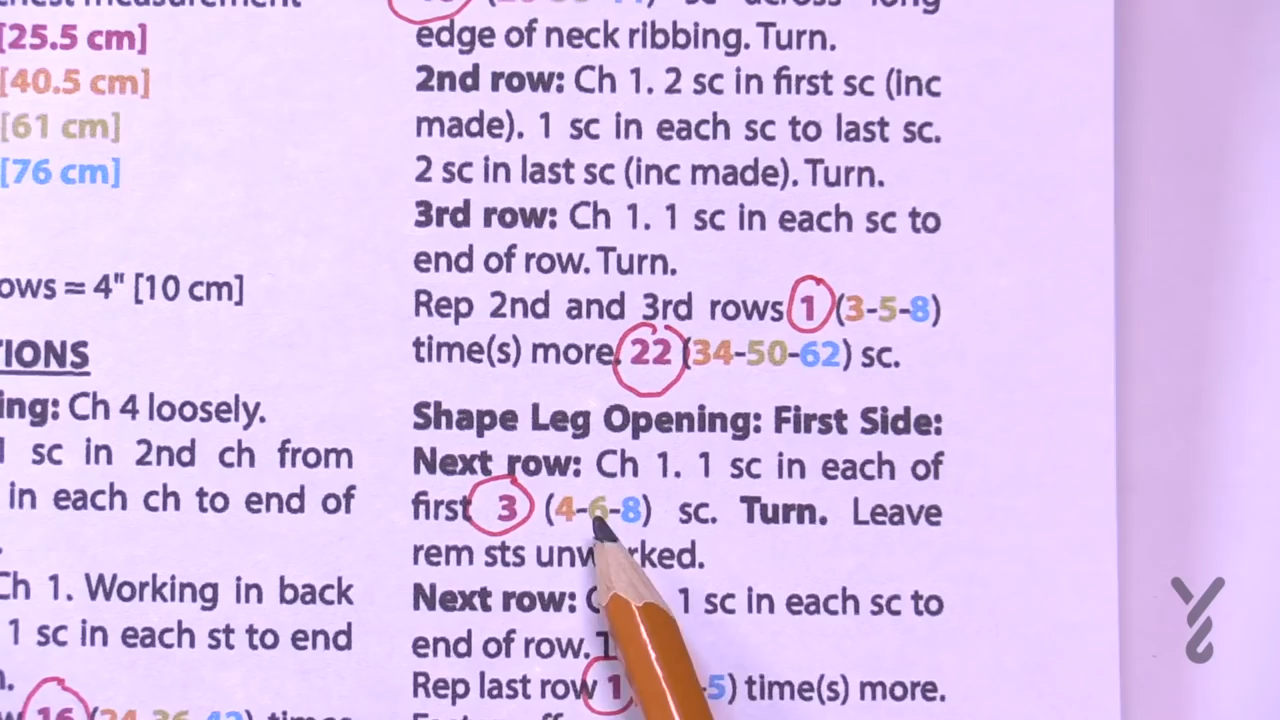 [25.5 cm]
[40.5 cm]
[61 cm]
[76 cm]
ows = 4" [10 cm]
TIONS
ing: Ch 4 loosely.
sc in 2nd ch from
in each ch to end of
Ch 1. Working in back
1 sc in each st to end
edge of neck ribbing. Turn.
2nd row: Ch 1. 2 sc in first sc (inc
made). 1 sc in each sc to last sc.
2 sc in last sc (inc made). Turn.
3rd row: Ch 1. 1 sc in each sc to
end of row. Turn.
Rep 2nd and 3rd rows 1 (3-5-8)
time(s) more. 22 (34-50-62) sc.
Shape Leg Opening: First Side:
Next row: Ch 1. 1 sc in each of
first 3 (4-6-8) sc. Turn. Leave
rem sts unw rked.
Next row: 1 sc in each sc to
end of row.
Rep last row 1 -5) time(s) more.